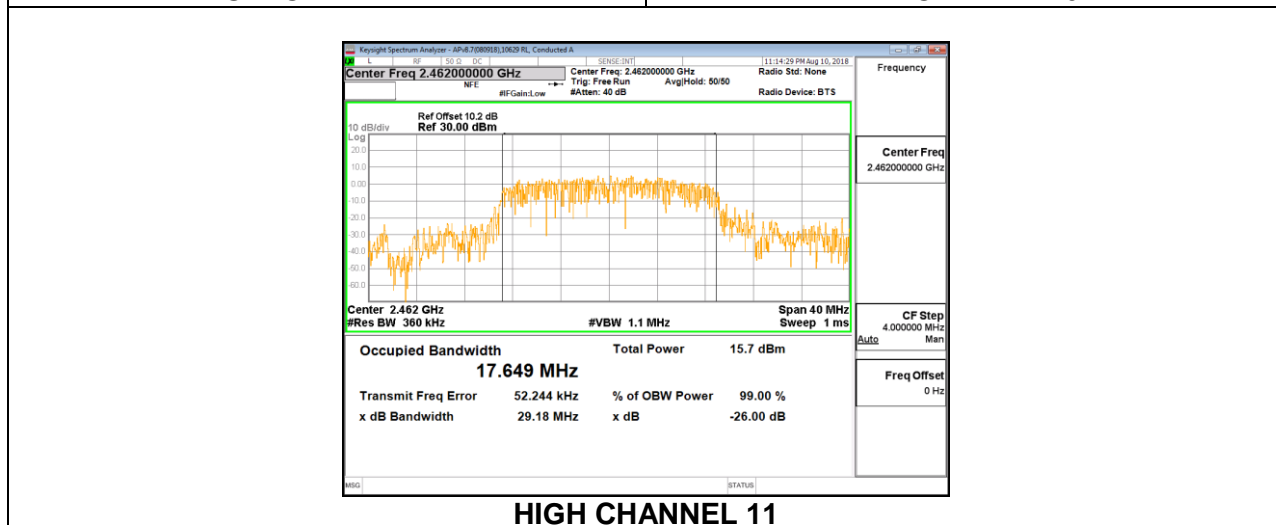 Keysight Spectrum Analyzer - APv8.7(080918),10629 RL, Conducted A
L RF 50 Ω DC SENSE:INT 11:14:29 PM Aug 10, 2018
Center Freq 2.462000000 GHz Center Freq: 2.462000000 GHz Radio Std: None Frequency
NFE Trig: Free Run Avg|Hold: 50/50
#IFGain:Low #Atten: 40 dB Radio Device: BTS
Ref Offset 10.2 dB
10 dB/div Ref 30.00 dBm
Log
20.0
10.0
0.00
-10.0
-20.0
-30.0
-40.0
-50.0
-60.0
Center Freq
2.462000000 GHz
Center 2.462 GHz Span 40 MHz
#Res BW 360 kHz #VBW 1.1 MHz Sweep 1 ms
CF Step
4.000000 MHz
Auto Man
Occupied Bandwidth Total Power 15.7 dBm
17.649 MHz
Freq Offset
0 Hz
Transmit Freq Error 52.244 kHz % of OBW Power 99.00 %
x dB Bandwidth 29.18 MHz x dB -26.00 dB
MSG STATUS
HIGH CHANNEL 11